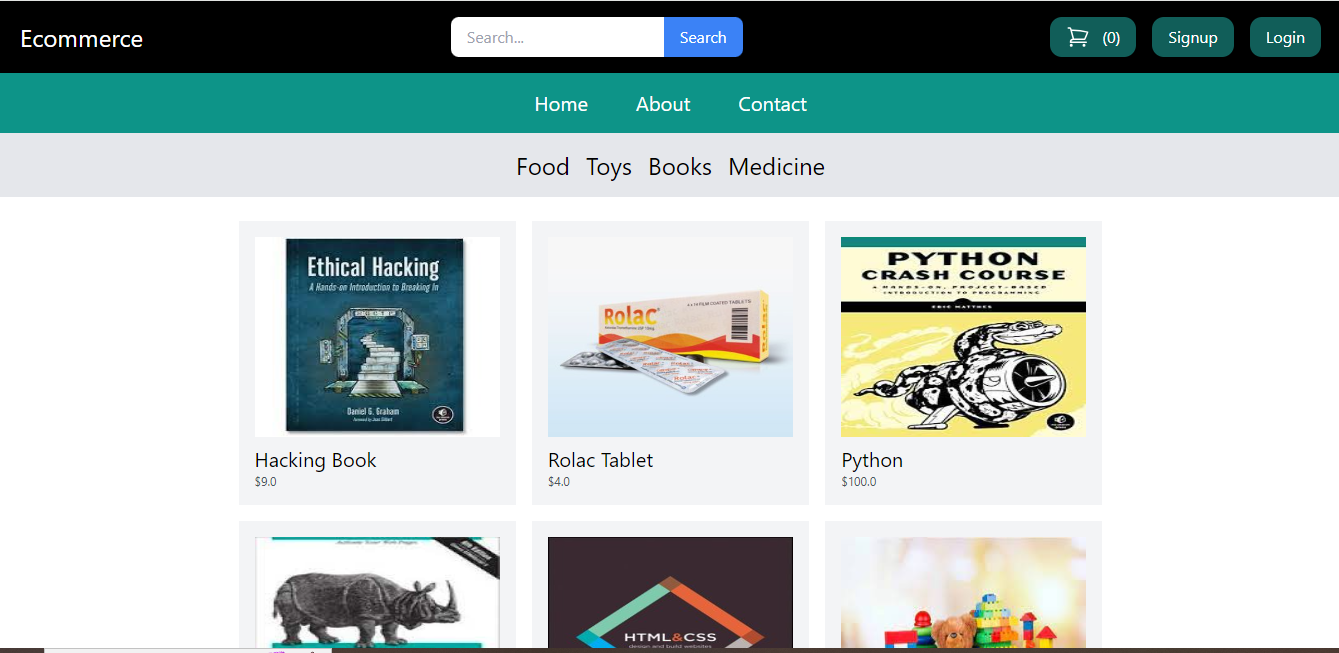 Ecommerce
Search...
Search
(0)
Signup
Login
Home
About
Contact
Food Toys Books Medicine
Ethical Hacking
A Hands-on Introduction to Breaking In
Daniel G. Graham
Rolac
Rolac
Rolac
PYTHON
CRASH COURSE
A HANDS-ON, PROJECT-BASED
INTRODUCTION TO PROGRAMMING
ERIC MATTHES
Hacking Book
$9.0
Rolac Tablet
$4.0
Python
$100.0
HTML&CSS
design and build websites